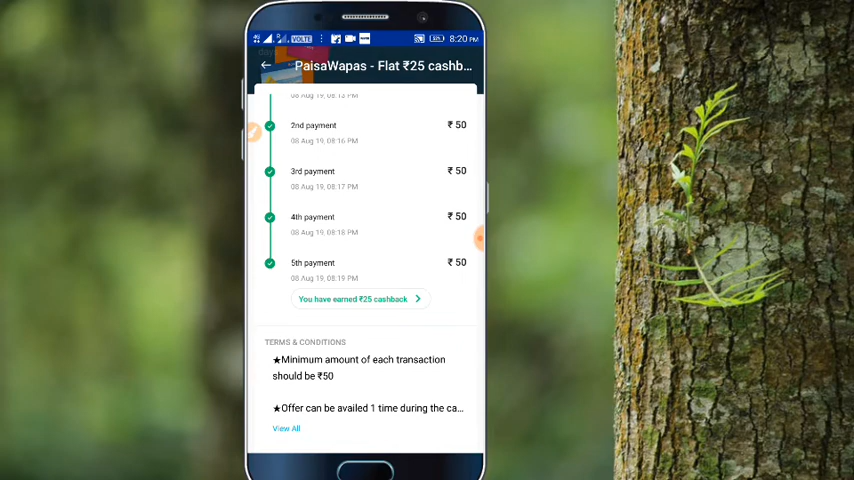 VOLTE
8:20 PM
PaisaWapas - Flat ₹25 cashb...
08 Aug 19, 08:13 PM
2nd payment ₹ 50
08 Aug 19, 08:16 PM
3rd payment ₹ 50
08 Aug 19, 08:17 PM
4th payment ₹ 50
08 Aug 19, 08:18 PM
5th payment ₹ 50
08 Aug 19, 08:19 PM
You have earned ₹25 cashback
TERMS & CONDITIONS
★Minimum amount of each transaction
should be ₹50
★Offer can be availed 1 time during the ca...
View All